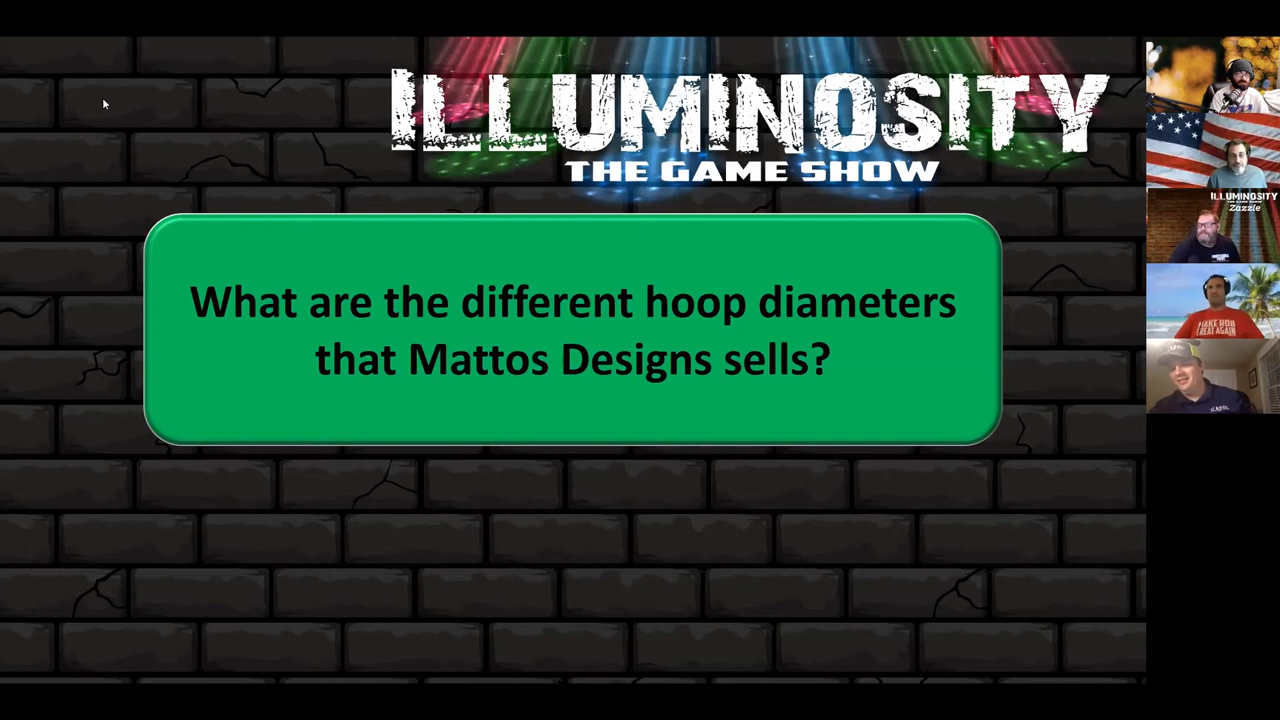 ILLUMINOSITY
THE GAME SHOW
What are the different hoop diameters
that Mattos Designs sells?
ILLUMINOSITY
Zazzle
MAKE ROB
GREAT AGAIN